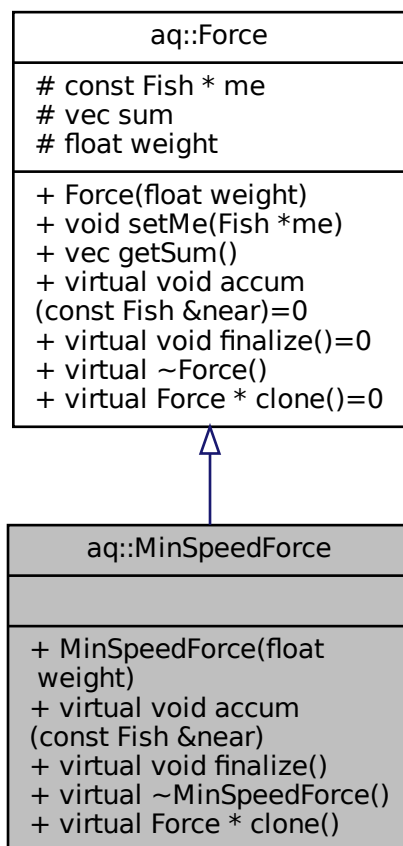 aq::Force
# const Fish * me
# vec sum
# float weight
+ Force(float weight)
+ void setMe(Fish *me)
+ vec getSum()
+ virtual void accum
(const Fish &near)=0
+ virtual void finalize()=0
+ virtual ~Force()
+ virtual Force * clone()=0
aq::MinSpeedForce
+ MinSpeedForce(float
weight)
+ virtual void accum
(const Fish &near)
+ virtual void finalize()
+ virtual ~MinSpeedForce()
+ virtual Force * clone()